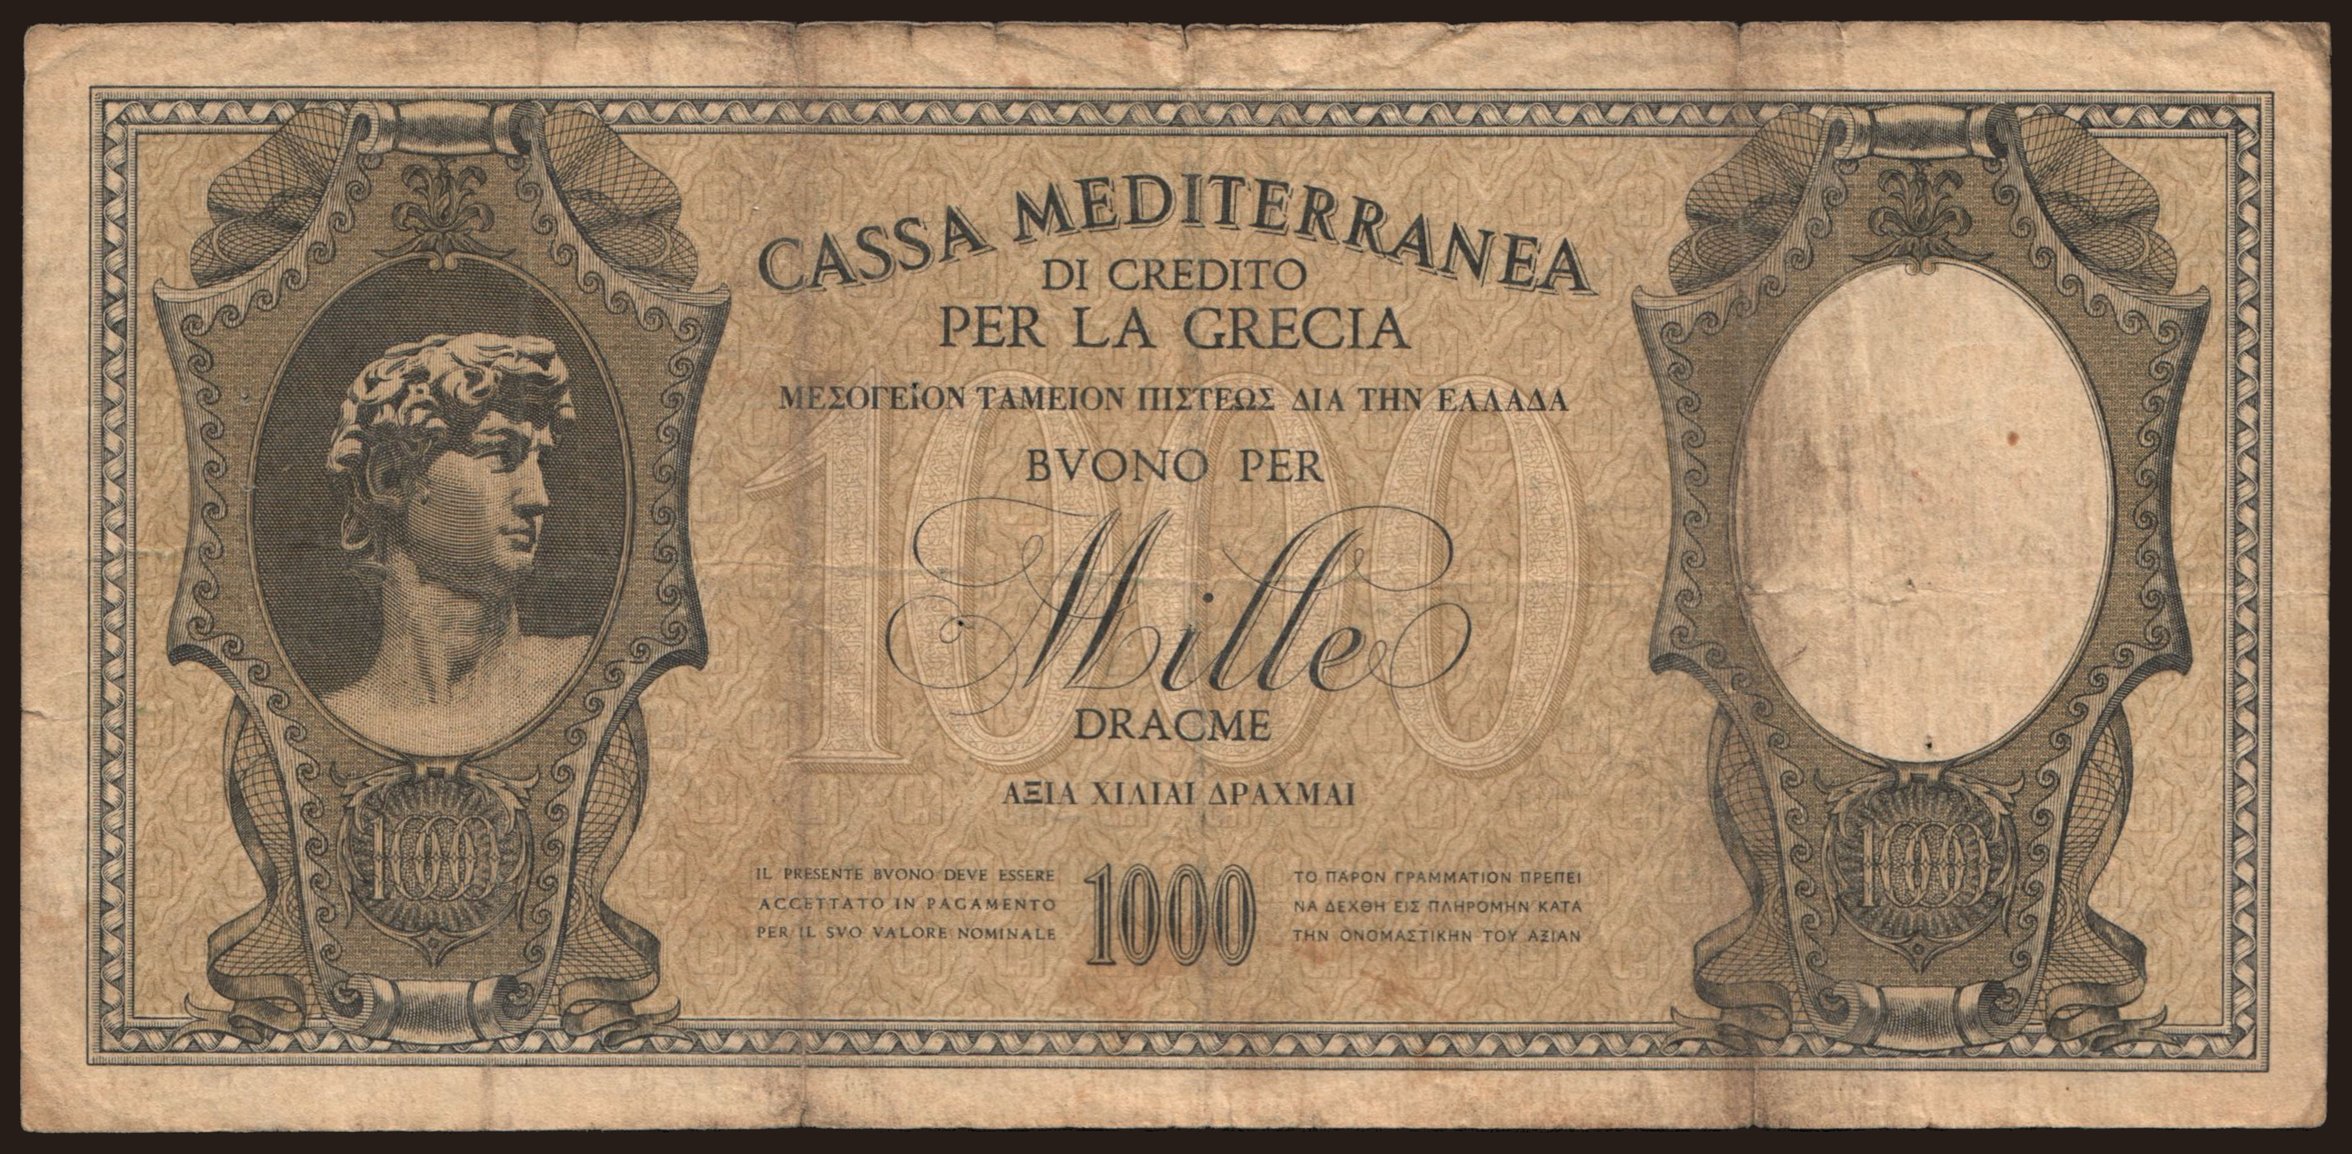 CASSA MEDITERRANEA
DI CREDITO
PER LA GRECIA
ΜΕΣΟΓΕΙΟΝ ΤΑΜΕΙΟΝ ΠΙΣΤΕΩΣ ΔΙΑ ΤΗΝ ΕΛΛΑΔΑ
BVONO PER
1000
Mille
DRACME
ΑΞΙΑ ΧΙΛΙΑΙ ΔΡΑΧΜΑΙ
1000
IL PRESENTE BVONO DEVE ESSERE
ACCETTATO IN PAGAMENTO
PER IL SVO VALORE NOMINALE
1000
ΤΟ ΠΑΡΟΝ ΓΡΑΜΜΑΤΙΟΝ ΠΡΕΠΕΙ
ΝΑ ΔΕΧΘΗ ΕΙΣ ΠΛΗΡΟΜΗΝ ΚΑΤΑ
ΤΗΝ ΟΝΟΜΑΣΤΙΚΗΝ ΤΟΥ ΑΞΙΑΝ
1000